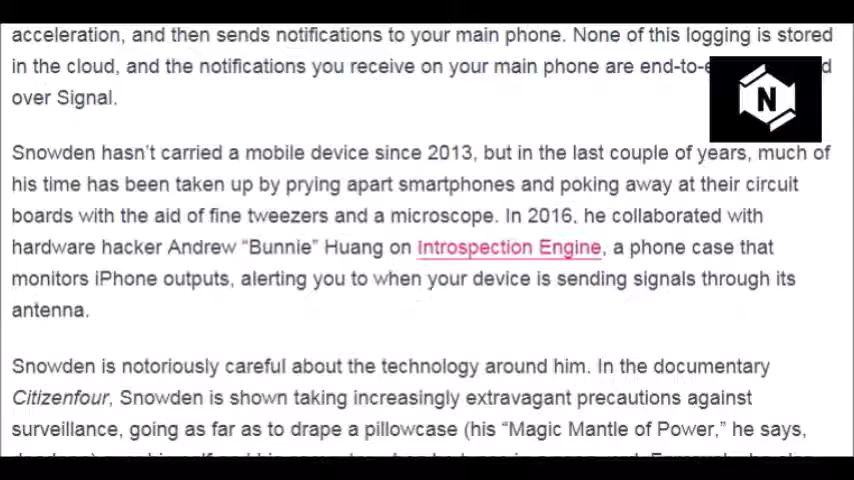 acceleration, and then sends notifications to your main phone. None of this logging is stored
in the cloud, and the notifications you receive on your main phone are
over Signal.
N
Snowden hasn't carried a mobile device since 2013, but in the last couple of years, much of
his time has been taken up by prying apart smartphones and poking away at their circuit
boards with the aid of fine tweezers and a microscope. In 2016, he collaborated with
hardware hacker Andrew “Bunnie” Huang on Introspection Engine, a phone case that
monitors iPhone outputs, alerting you to when your device is sending signals through its
antenna.
Snowden is notoriously careful about the technology around him. In the documentary
Citizenfour, Snowden is shown taking increasingly extravagant precautions against
surveillance, going as far as to drape a pillowcase (his “Magic Mantle of Power,” he says,